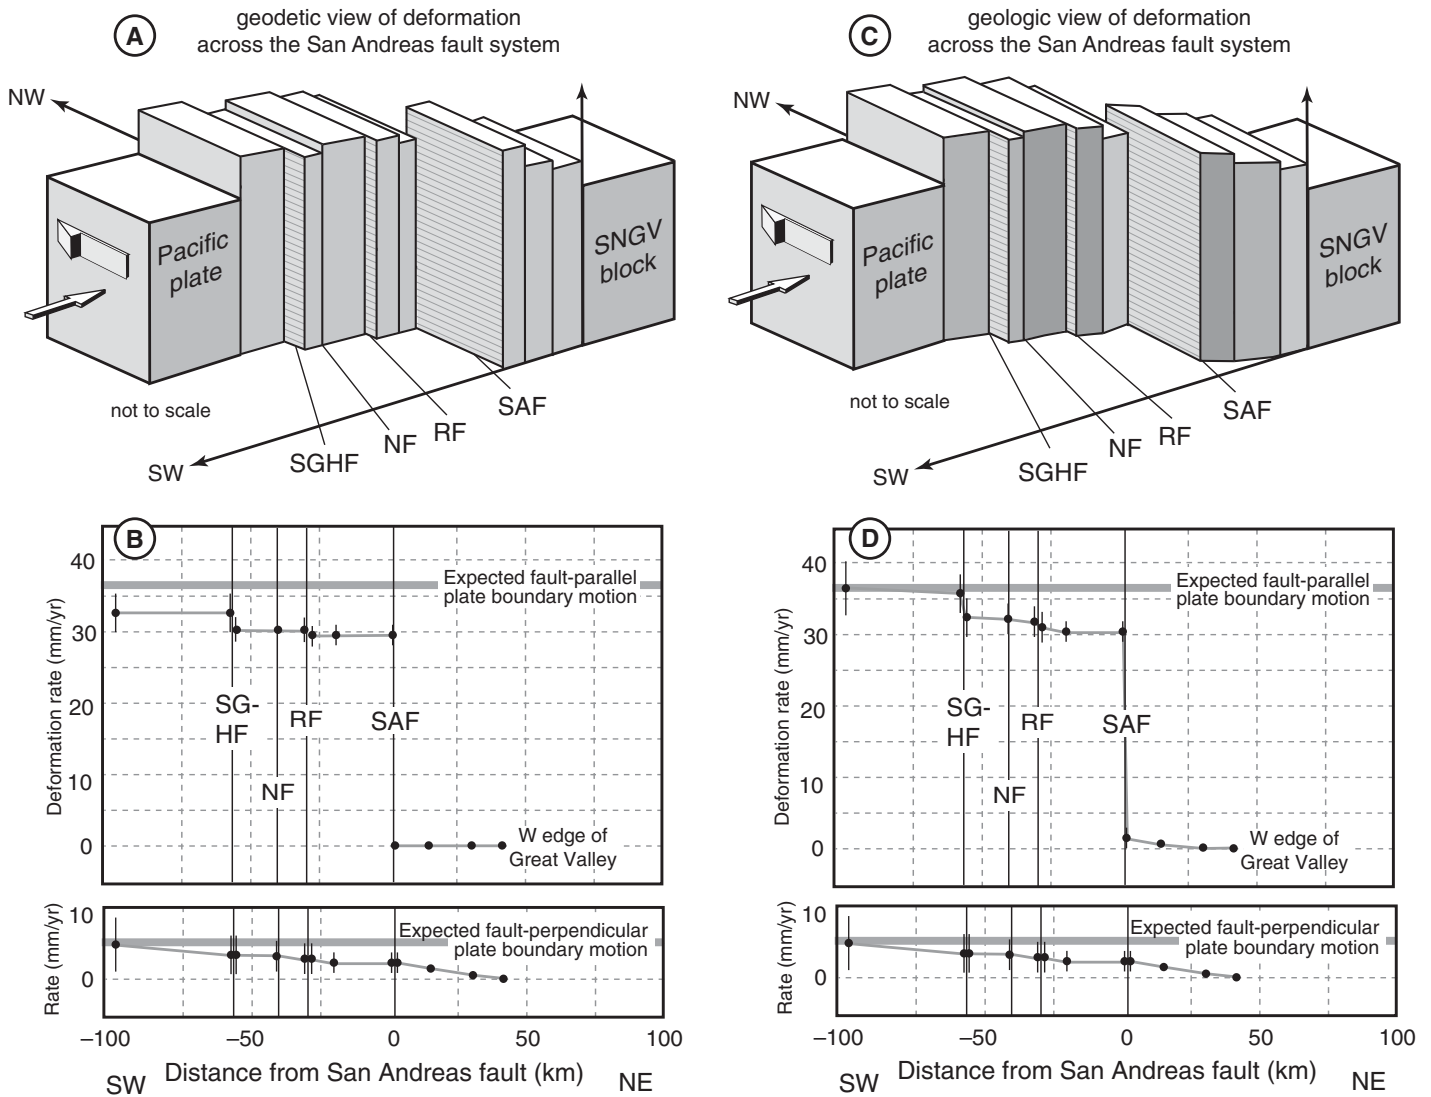 A
geodetic view of deformation
across the San Andreas fault system
NW
Pacific
plate
SNGV
block
not to scale
SAF
RF
NF
SGHF
SW
C
geologic view of deformation
across the San Andreas fault system
NW
Pacific
plate
SNGV
block
not to scale
SAF
RF
NF
SGHF
SW
B
Deformation rate (mm/yr)
40
30
20
10
0
Expected fault-parallel
plate boundary motion
SG-
HF
RF
SAF
NF
W edge of
Great Valley
Rate (mm/yr)
10
0
Expected fault-perpendicular
plate boundary motion
–100
–50
0
50
100
SW
Distance from San Andreas fault (km)
NE
D
Deformation rate (mm/yr)
40
30
20
10
0
Expected fault-parallel
plate boundary motion
SG-
HF
RF
SAF
NF
W edge of
Great Valley
Rate (mm/yr)
10
0
Expected fault-perpendicular
plate boundary motion
–100
–50
0
50
100
SW
Distance from San Andreas fault (km)
NE